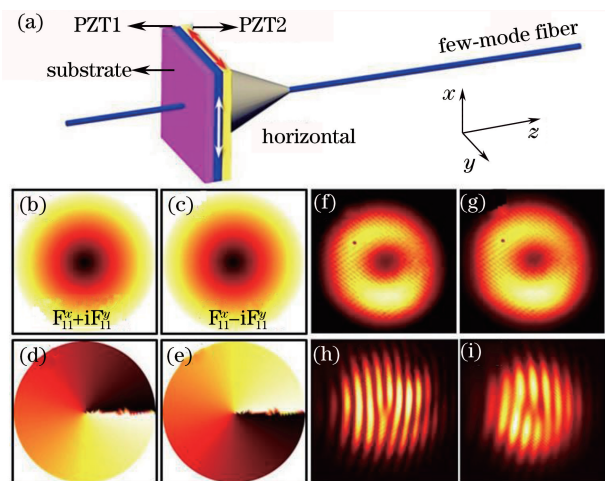 (a)
PZT1
PZT2
substrate
few-mode fiber
horizontal
x
y
z
(b)
(c)
(f)
(g)
F₁₁ˣ+iF₁₁ʸ
F₁₁ˣ−iF₁₁ʸ
(d)
(e)
(h)
(i)